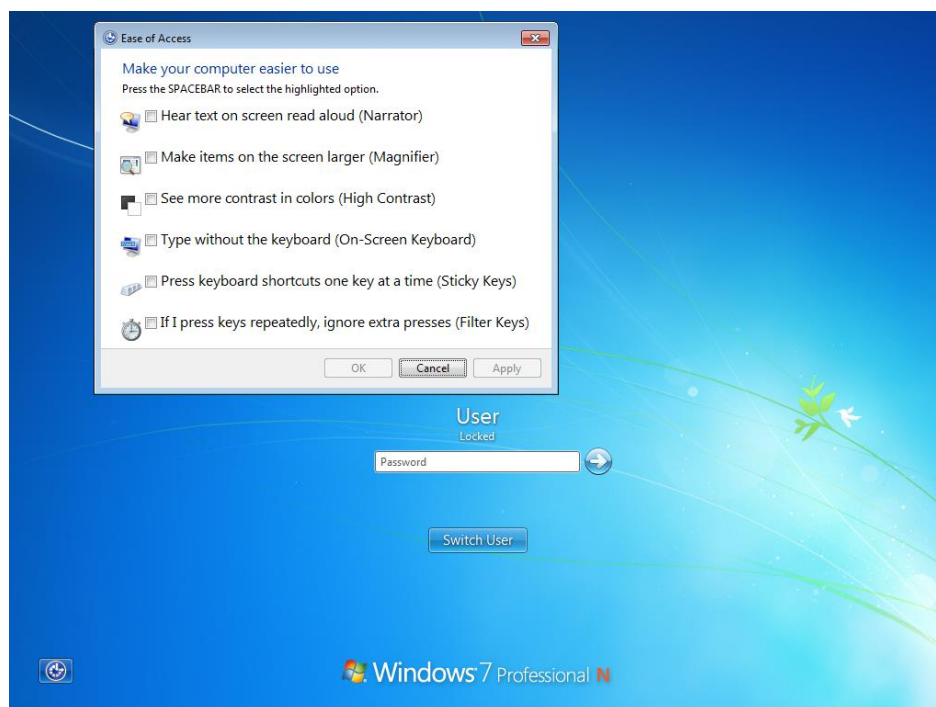 Ease of Access
Make your computer easier to use
Press the SPACEBAR to select the highlighted option.
Hear text on screen read aloud (Narrator)
Make items on the screen larger (Magnifier)
See more contrast in colors (High Contrast)
Type without the keyboard (On-Screen Keyboard)
Press keyboard shortcuts one key at a time (Sticky Keys)
If I press keys repeatedly, ignore extra presses (Filter Keys)
OK Cancel Apply
User
Locked
Password
Switch User
Windows 7 Professional N